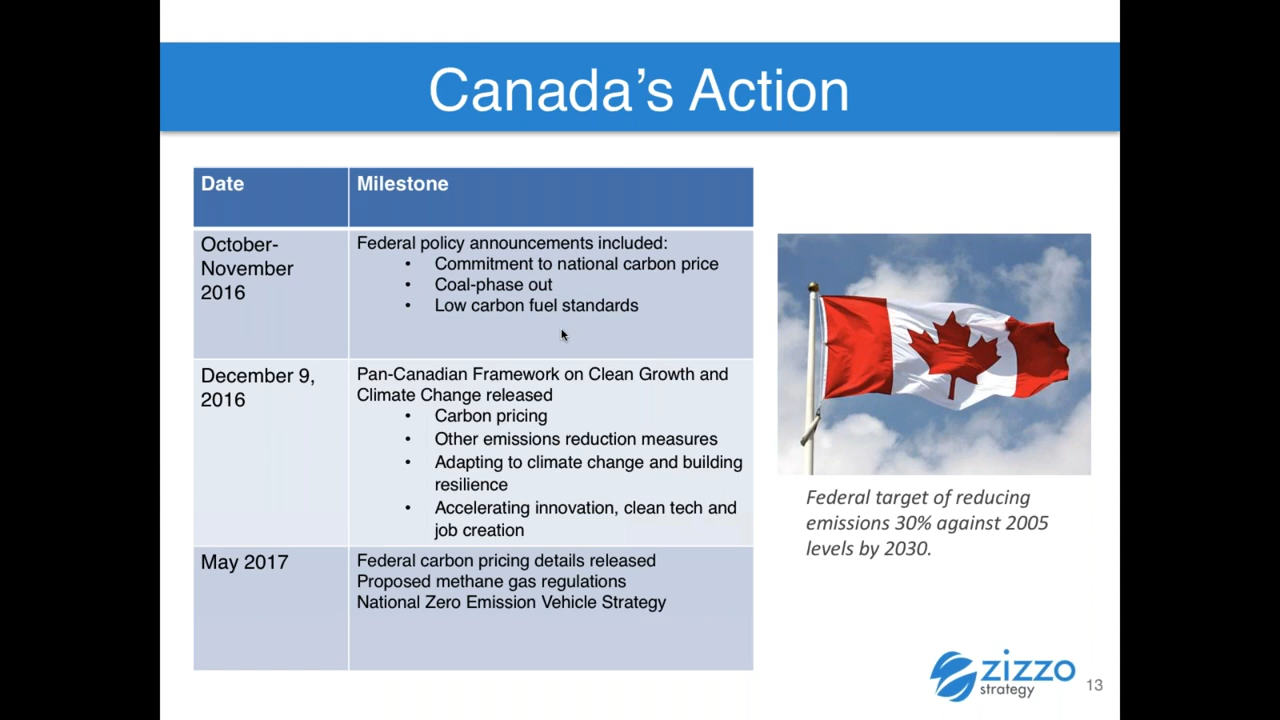 Canada’s Action
Date
Milestone
October-
November
2016
Federal policy announcements included:
• Commitment to national carbon price
• Coal-phase out
• Low carbon fuel standards
December 9,
2016
Pan-Canadian Framework on Clean Growth and
Climate Change released
• Carbon pricing
• Other emissions reduction measures
• Adapting to climate change and building
resilience
• Accelerating innovation, clean tech and
job creation
May 2017
Federal carbon pricing details released
Proposed methane gas regulations
National Zero Emission Vehicle Strategy
Federal target of reducing
emissions 30% against 2005
levels by 2030.
zizzo
strategy
13